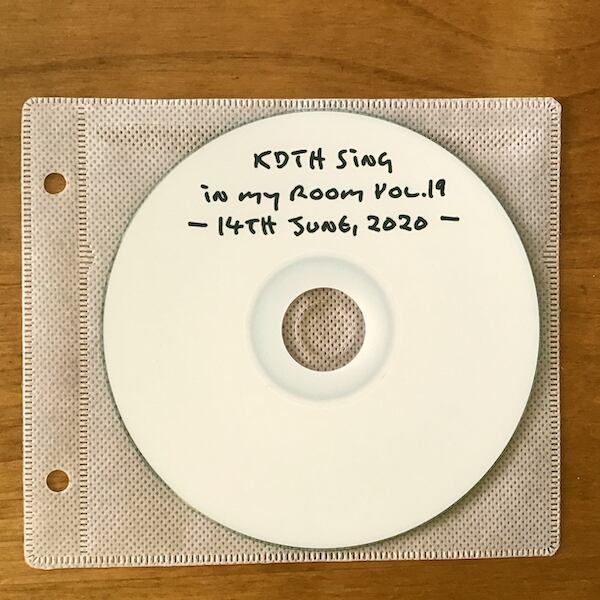 KDTH Sing
in my Room Vol.19
- 14TH JUNE, 2020 -